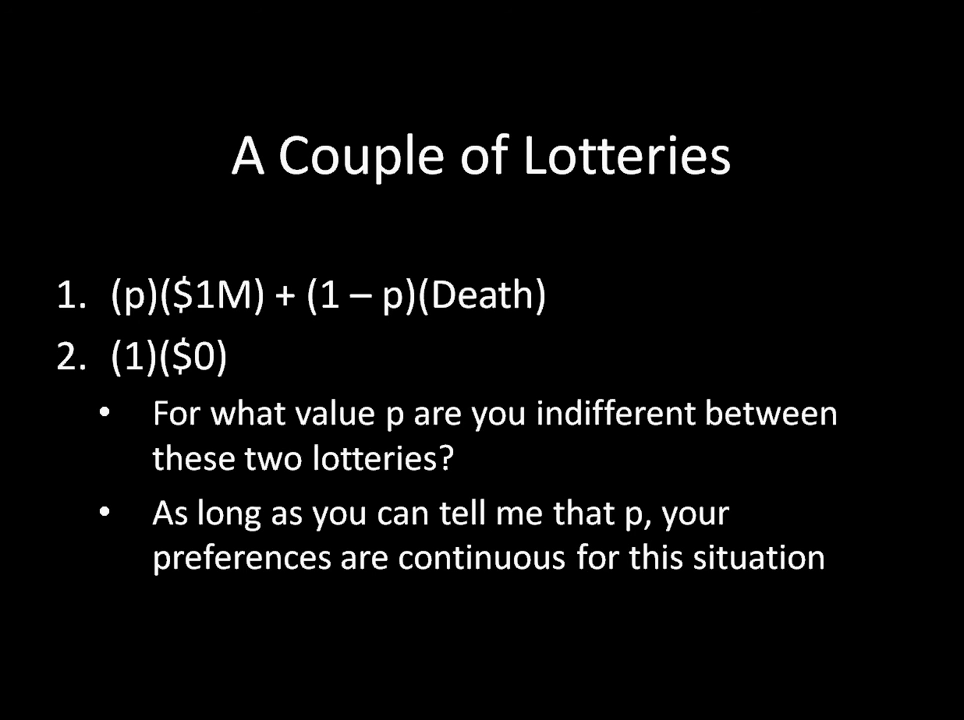 A Couple of Lotteries
1. (p)($1M) + (1 – p)(Death)
2. (1)($0)
• For what value p are you indifferent between
these two lotteries?
• As long as you can tell me that p, your
preferences are continuous for this situation